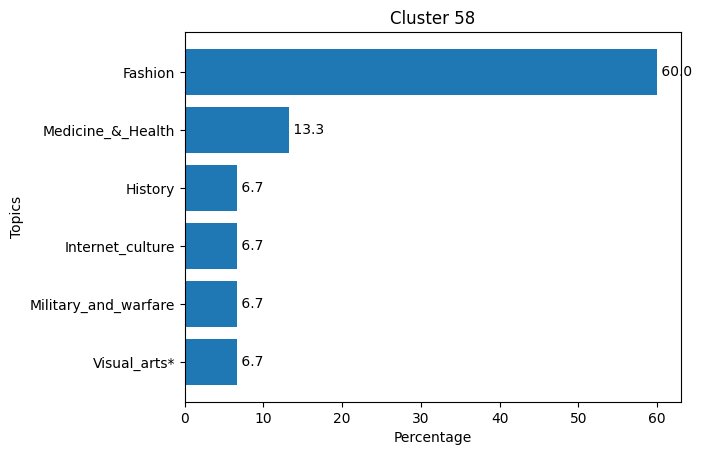 Cluster 58
Topics
Fashion 60.0
Medicine_&_Health 13.3
History 6.7
Internet_culture 6.7
Military_and_warfare 6.7
Visual_arts* 6.7
0 10 20 30 40 50 60
Percentage